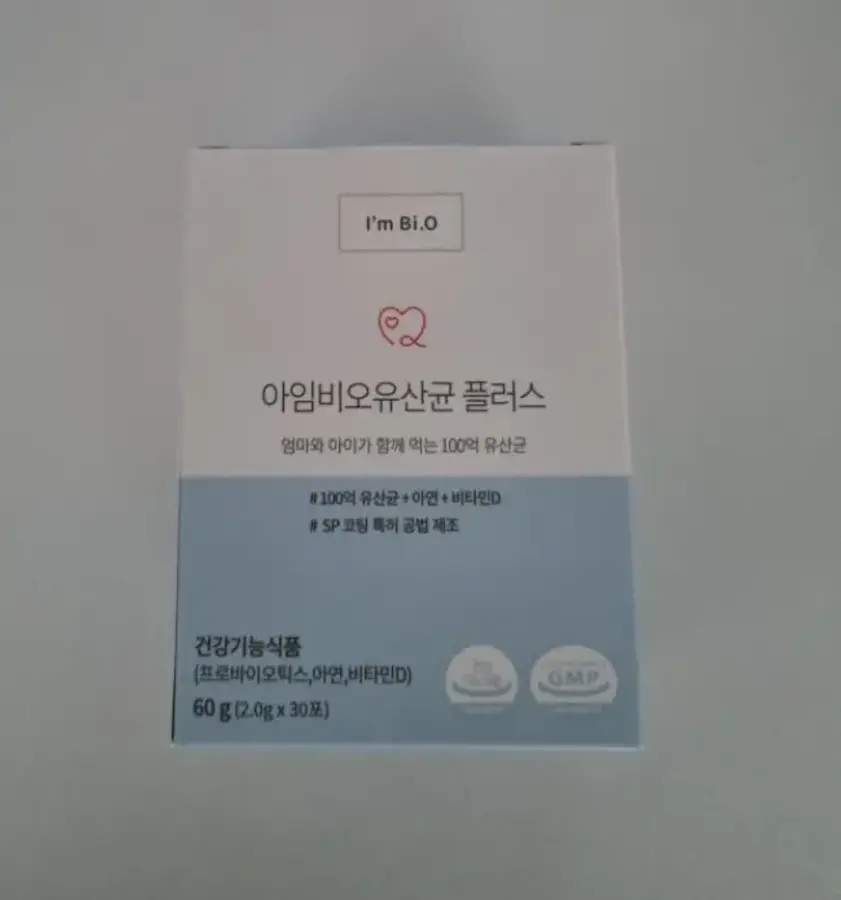 I'm Bi.O
아임비오유산균 플러스
엄마와 아이가 함께 먹는 100억 유산균
# 100억 유산균 + 아연 + 비타민D
# SP 코팅 특허 공법 제조
건강기능식품
(프로바이오틱스,아연,비타민D)
60 g (2.0g x 30포)
GMP